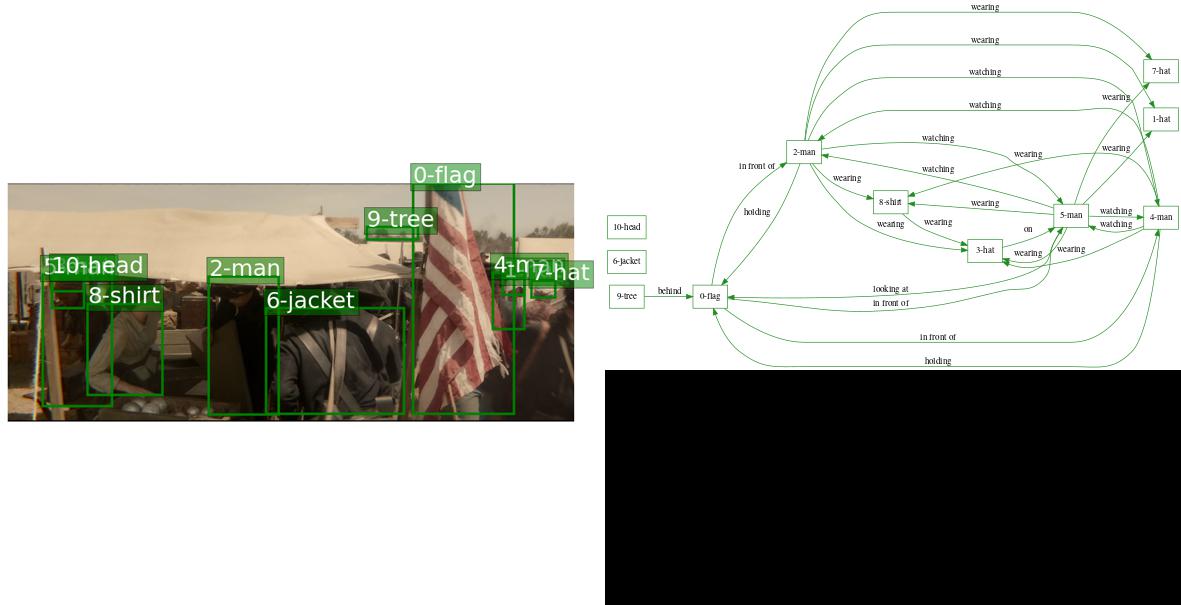 0-flag
9-tree
10-head
2-man
4-man
7-hat
8-shirt
6-jacket
wearing
wearing
7-hat
watching
wearing
watching
1-hat
watching
2-man
wearing
wearing
in front of
watching
wearing
8-shirt
wearing
holding
wearing
wearing
5-man
watching
4-man
watching
10-head
on
3-hat
wearing
wearing
6-jacket
9-tree
behind
0-flag
looking at
in front of
in front of
holding